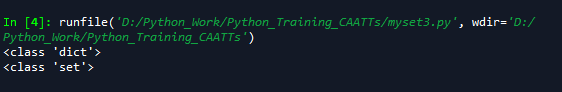 In [4]: runfile('D:/Python_Work/Python_Training_CAATTs/myset3.py', wdir='D:/
Python_Work/Python_Training_CAATTs')
<class 'dict'>
<class 'set'>